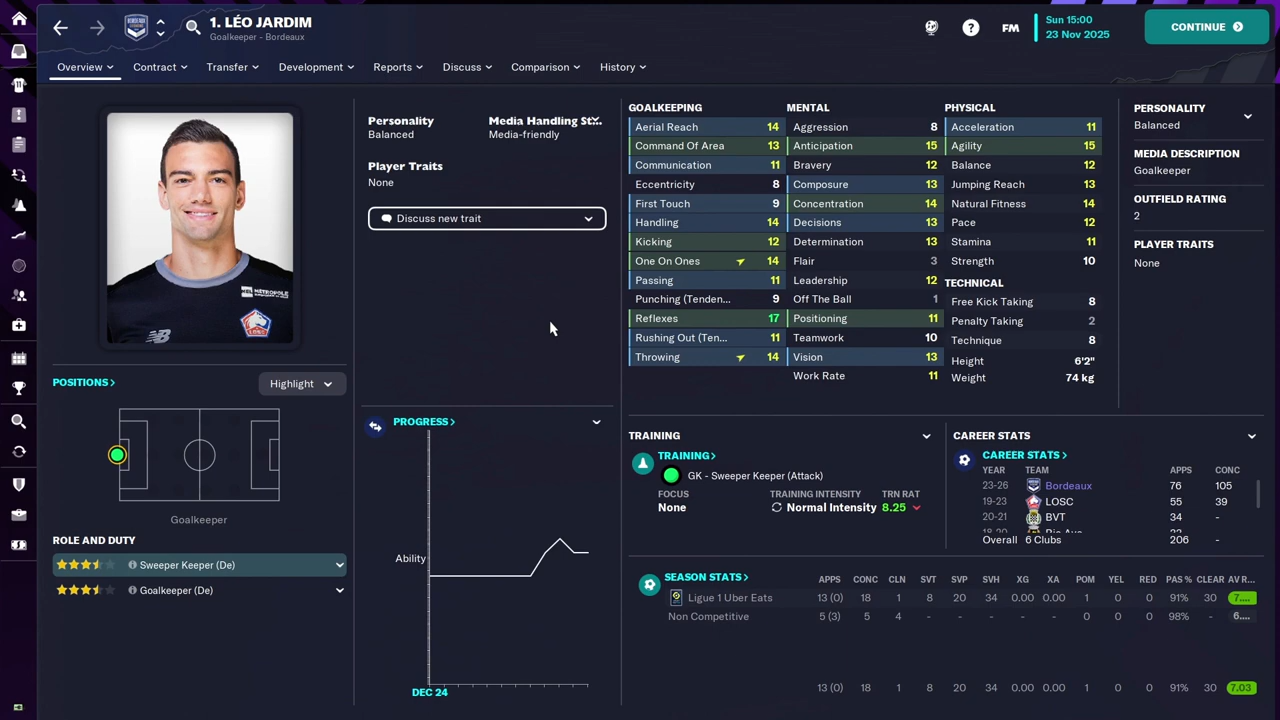 1. LÉO JARDIM
Goalkeeper - Bordeaux
FM
Sun 15:00
23 Nov 2025
CONTINUE
Overview
Contract
Transfer
Development
Reports
Discuss
Comparison
History
Personality
Balanced
Media Handling St...
Media-friendly
Player Traits
None
Discuss new trait
GOALKEEPING
Aerial Reach 14
Command Of Area 13
Communication 11
Eccentricity 8
First Touch 9
Handling 14
Kicking 12
One On Ones 14
Passing 11
Punching (Tenden... 9
Reflexes 17
Rushing Out (Ten... 11
Throwing 14
MENTAL
Aggression 8
Anticipation 15
Bravery 12
Composure 13
Concentration 14
Decisions 13
Determination 13
Flair 3
Leadership 12
Off The Ball 1
Positioning 11
Teamwork 10
Vision 13
Work Rate 11
PHYSICAL
Acceleration 11
Agility 15
Balance 12
Jumping Reach 13
Natural Fitness 14
Pace 12
Stamina 11
Strength 10
TECHNICAL
Free Kick Taking 8
Penalty Taking 2
Technique 8
Height 6'2"
Weight 74 kg
PERSONALITY
Balanced
MEDIA DESCRIPTION
Goalkeeper
OUTFIELD RATING
2
PLAYER TRAITS
None
POSITIONS
Highlight
Goalkeeper
ROLE AND DUTY
Sweeper Keeper (De)
Goalkeeper (De)
PROGRESS
Ability
DEC 24
TRAINING
TRAINING
GK - Sweeper Keeper (Attack)
FOCUS
None
TRAINING INTENSITY
Normal Intensity
TRN RAT
8.25
CAREER STATS
CAREER STATS
YEAR TEAM APPS CONC
23-26 Bordeaux 76 105
19-23 LOSC 55 39
20-21 BVT 34 -
Overall 6 Clubs 206 -
SEASON STATS
APPS CONC CLN SVT SVP SVH XG XA POM YEL RED PAS % CLEAR AV R...
Ligue 1 Uber Eats 13 (0) 18 1 8 20 34 0.00 0.00 1 0 0 91% 30 7....
Non Competitive 5 (3) 5 4 - - - - - 0 0 0 98% - 6....
13 (0) 18 1 8 20 34 0.00 0.00 1 0 0 91% 30 7.03